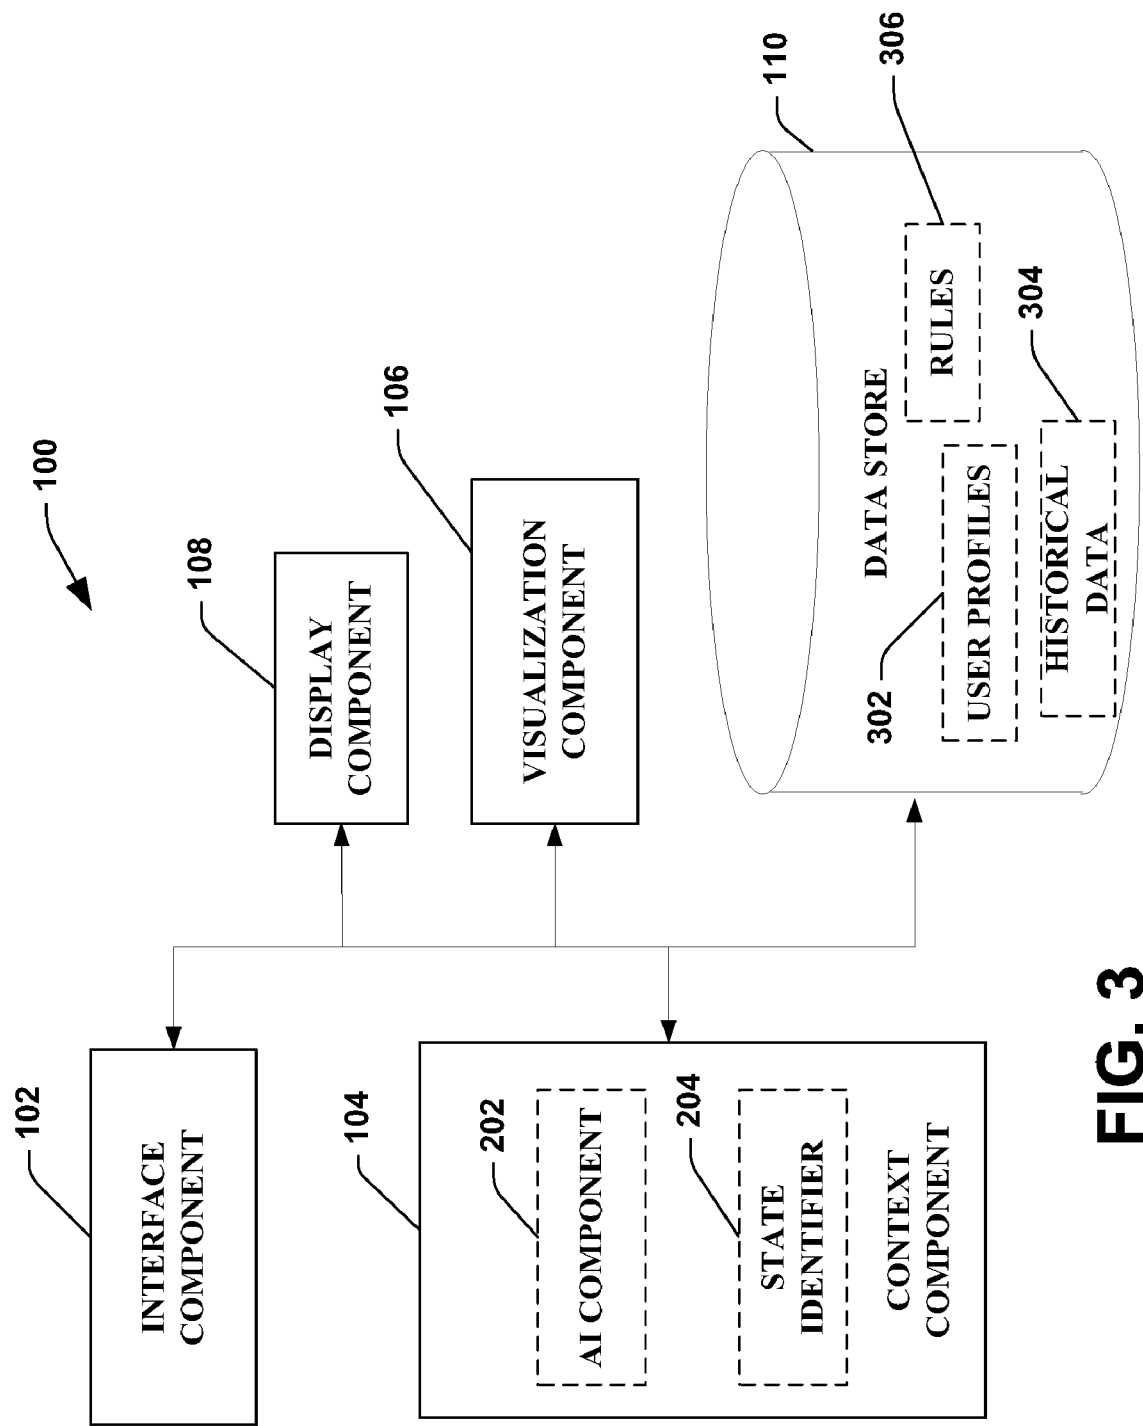 100
102
INTERFACE
COMPONENT
108
DISPLAY
COMPONENT
104
202
AI COMPONENT
204
STATE
IDENTIFIER
CONTEXT
COMPONENT
106
VISUALIZATION
COMPONENT
110
DATA STORE
302
USER PROFILES
306
RULES
304
HISTORICAL
DATA
FIG. 3